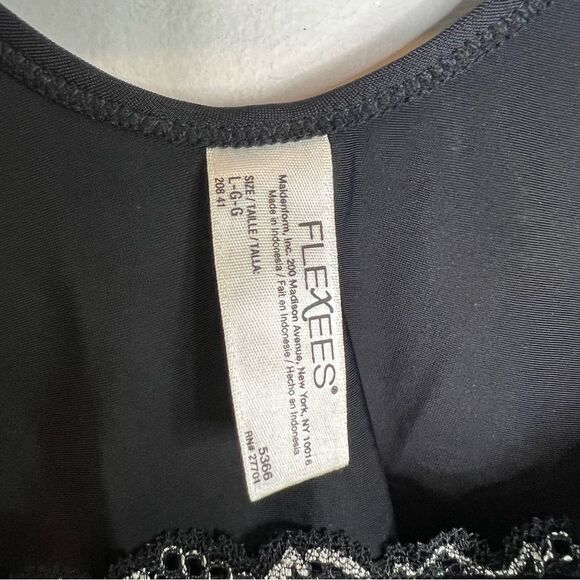 FLEXEES®
Maidenform, Inc. 200 Madison Avenue, New York, NY 10016
Made in Indonesia / Fait en Indonesie / Hecho en Indonesia
SIZE / TAILLE / TALLA:
L-G-G
208 41
5366
RN# 27701